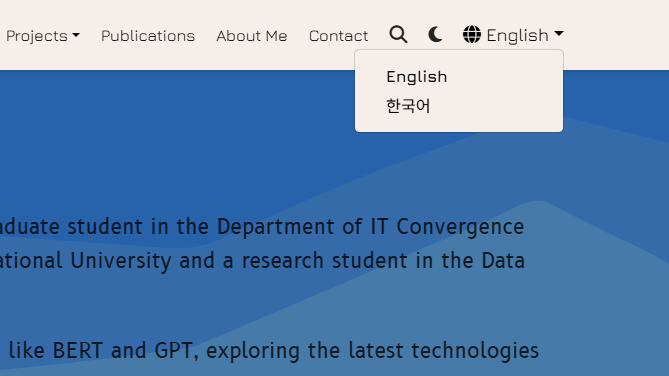 Projects Publications About Me Contact English
English
한국어
aduate student in the Department of IT Convergence
ational University and a research student in the Data
like BERT and GPT, exploring the latest technologies